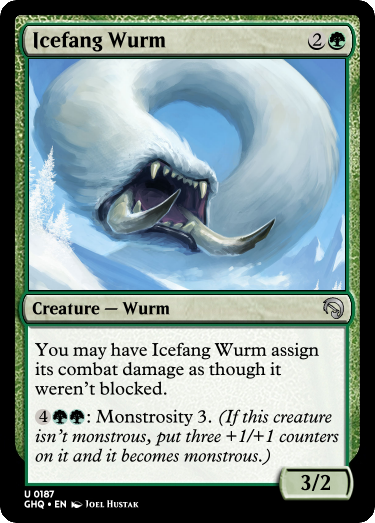 Icefang Wurm 2
Creature — Wurm
You may have Icefang Wurm assign
its combat damage as though it
weren't blocked.
4: Monstrosity 3. (If this creature
isn't monstrous, put three +1/+1 counters
on it and it becomes monstrous.)
3/2
U 0187
GHQ • EN Joel Hustak